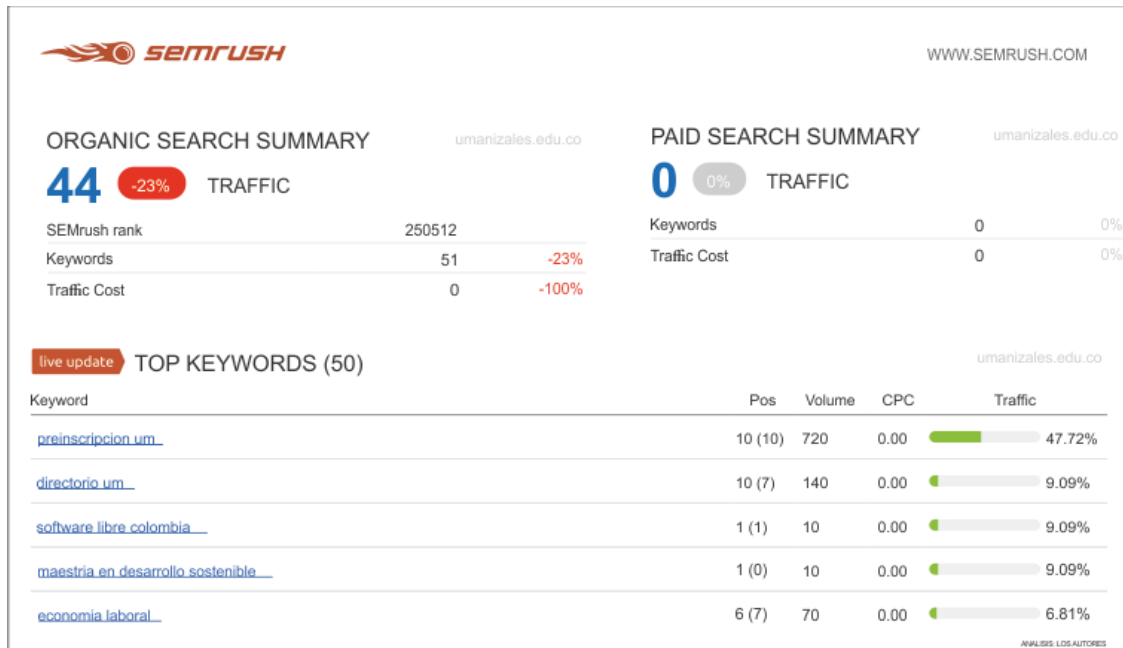 semrush
WWW.SEMRUSH.COM
ORGANIC SEARCH SUMMARY umanizales.edu.co
44 -23% TRAFFIC
SEMrush rank 250512
Keywords 51 -23%
Traffic Cost 0 -100%
PAID SEARCH SUMMARY umanizales.edu.co
0 0% TRAFFIC
Keywords 0 0%
Traffic Cost 0 0%
live update TOP KEYWORDS (50) umanizales.edu.co
Keyword Pos Volume CPC Traffic
preinscripcion um 10 (10) 720 0.00 47.72%
directorio um 10 (7) 140 0.00 9.09%
software libre colombia 1 (1) 10 0.00 9.09%
maestria en desarrollo sostenible 1 (0) 10 0.00 9.09%
economia laboral 6 (7) 70 0.00 6.81%
ANALISIS: LOS AUTORES